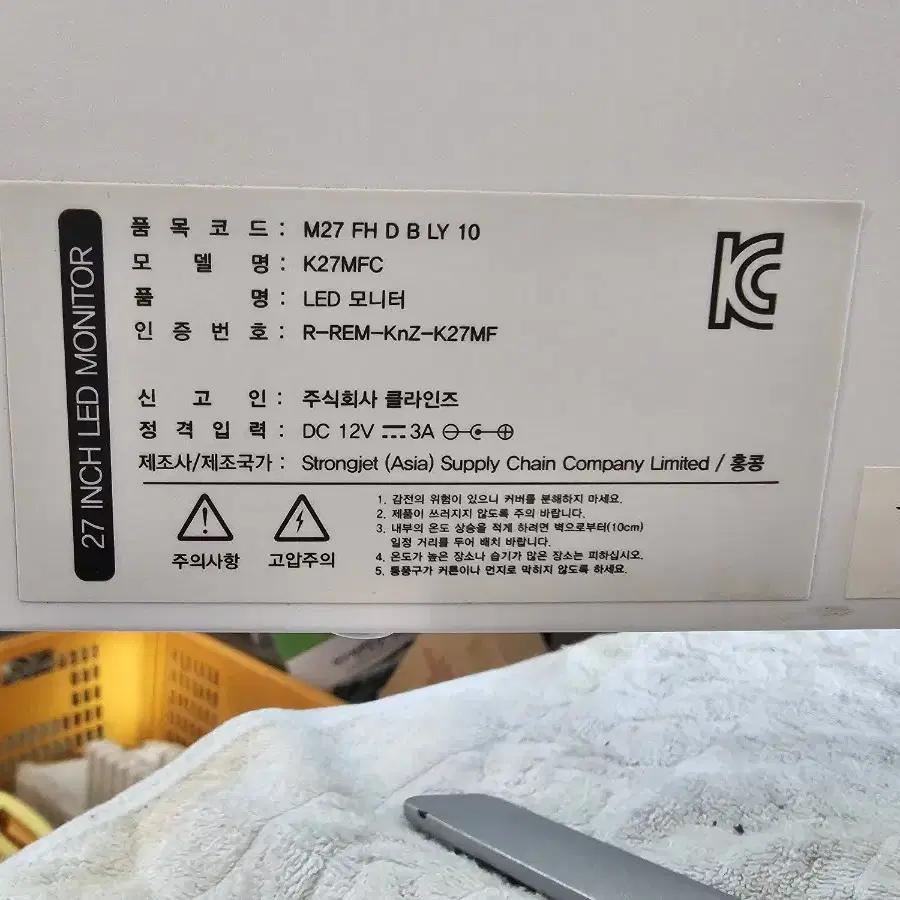 27 INCH LED MONITOR
품 목 코 드 : M27 FH D B LY 10
모 델 명 : K27MFC
품 명 : LED 모니터
인 증 번 호 : R-REM-KnZ-K27MF
신 고 인 : 주식회사 클라인즈
정 격 입 력 : DC 12V 3A
제조사/제조국가 : Strongjet (Asia) Supply Chain Company Limited / 홍콩
주의사항
고압주의
1. 감전의 위험이 있으니 커버를 분해하지 마세요.
2. 제품이 쓰러지지 않도록 주의 바랍니다.
3. 내부의 온도 상승을 적게 하려면 벽으로부터(10cm)
일정 거리를 두어 배치 바랍니다.
4. 온도가 높은 장소나 습기가 많은 장소는 피하십시오.
5. 통풍구가 커튼이나 먼지로 막히지 않도록 하세요.